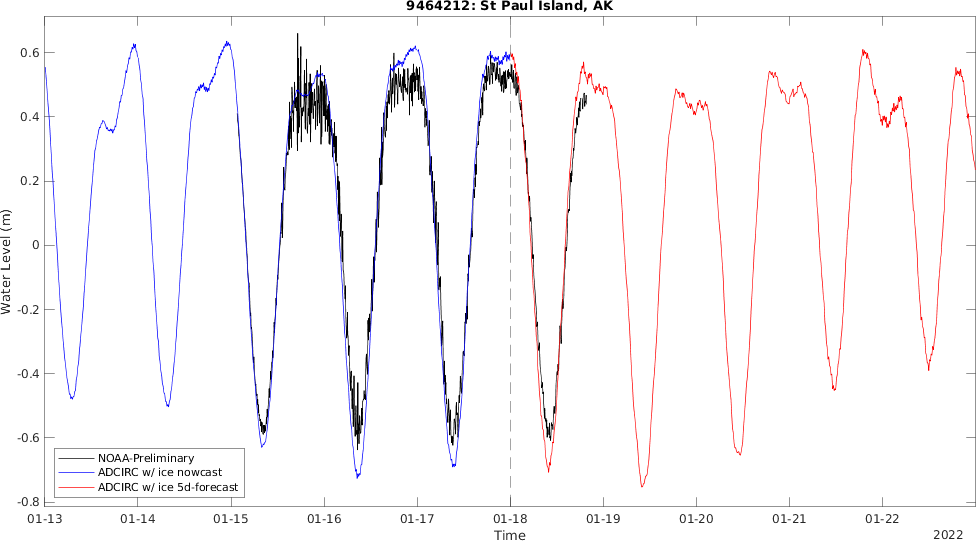 9464212: St Paul Island, AK
Water Level (m)
0.6
0.4
0.2
0
-0.2
-0.4
-0.6
-0.8
NOAA-Preliminary
ADCIRC w/ ice nowcast
ADCIRC w/ ice 5d-forecast
01-13 01-14 01-15 01-16 01-17 01-18 01-19 01-20 01-21 01-22
Time
2022